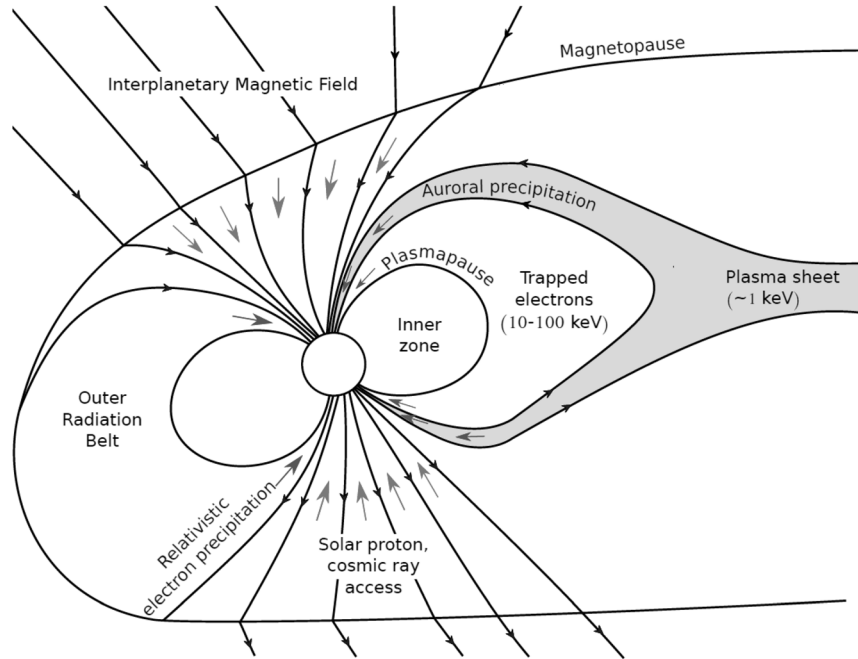 Magnetopause
Interplanetary Magnetic Field
Auroral precipitation
Plasmapause
Trapped
electrons
(10-100 keV)
Plasma sheet
(~1 keV)
Inner
zone
Outer
Radiation
Belt
Relativistic
electron precipitation
Solar proton,
cosmic ray
access